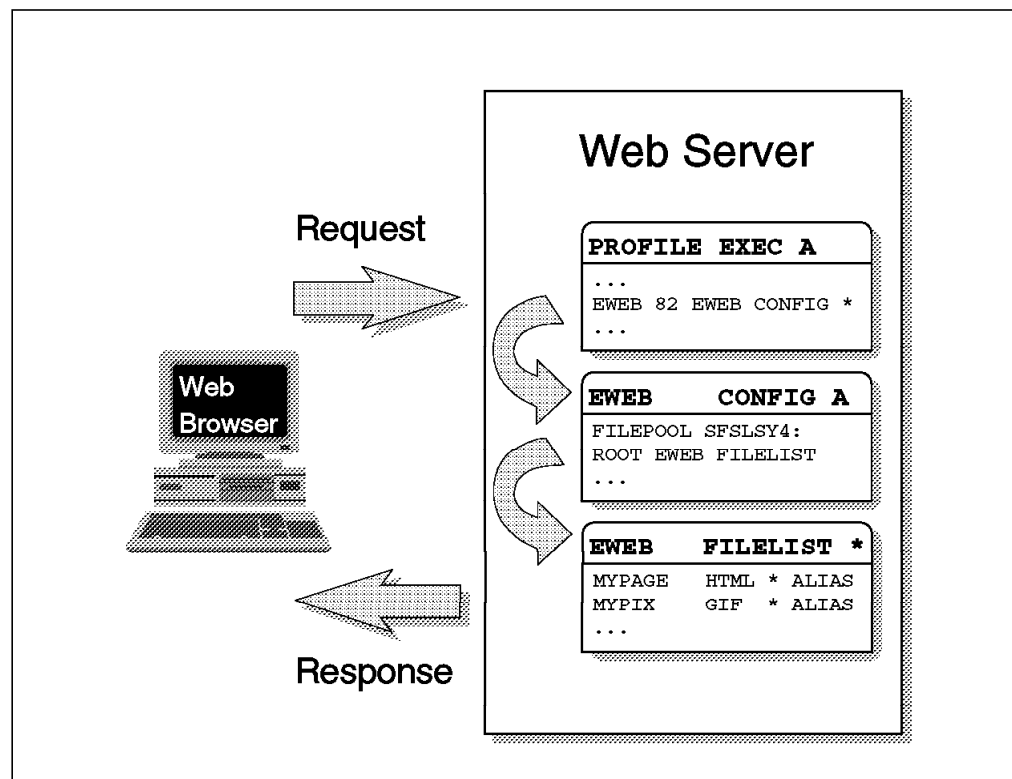 Web Server
Request
PROFILE EXEC A
...
EWEB 82 EWEB CONFIG *
...
Web
Browser
EWEB CONFIG A
FILEPOOL SFSLSY4:
ROOT EWEB FILELIST
...
EWEB FILELIST *
MYPAGE HTML * ALIAS
MYPIX GIF * ALIAS
...
Response